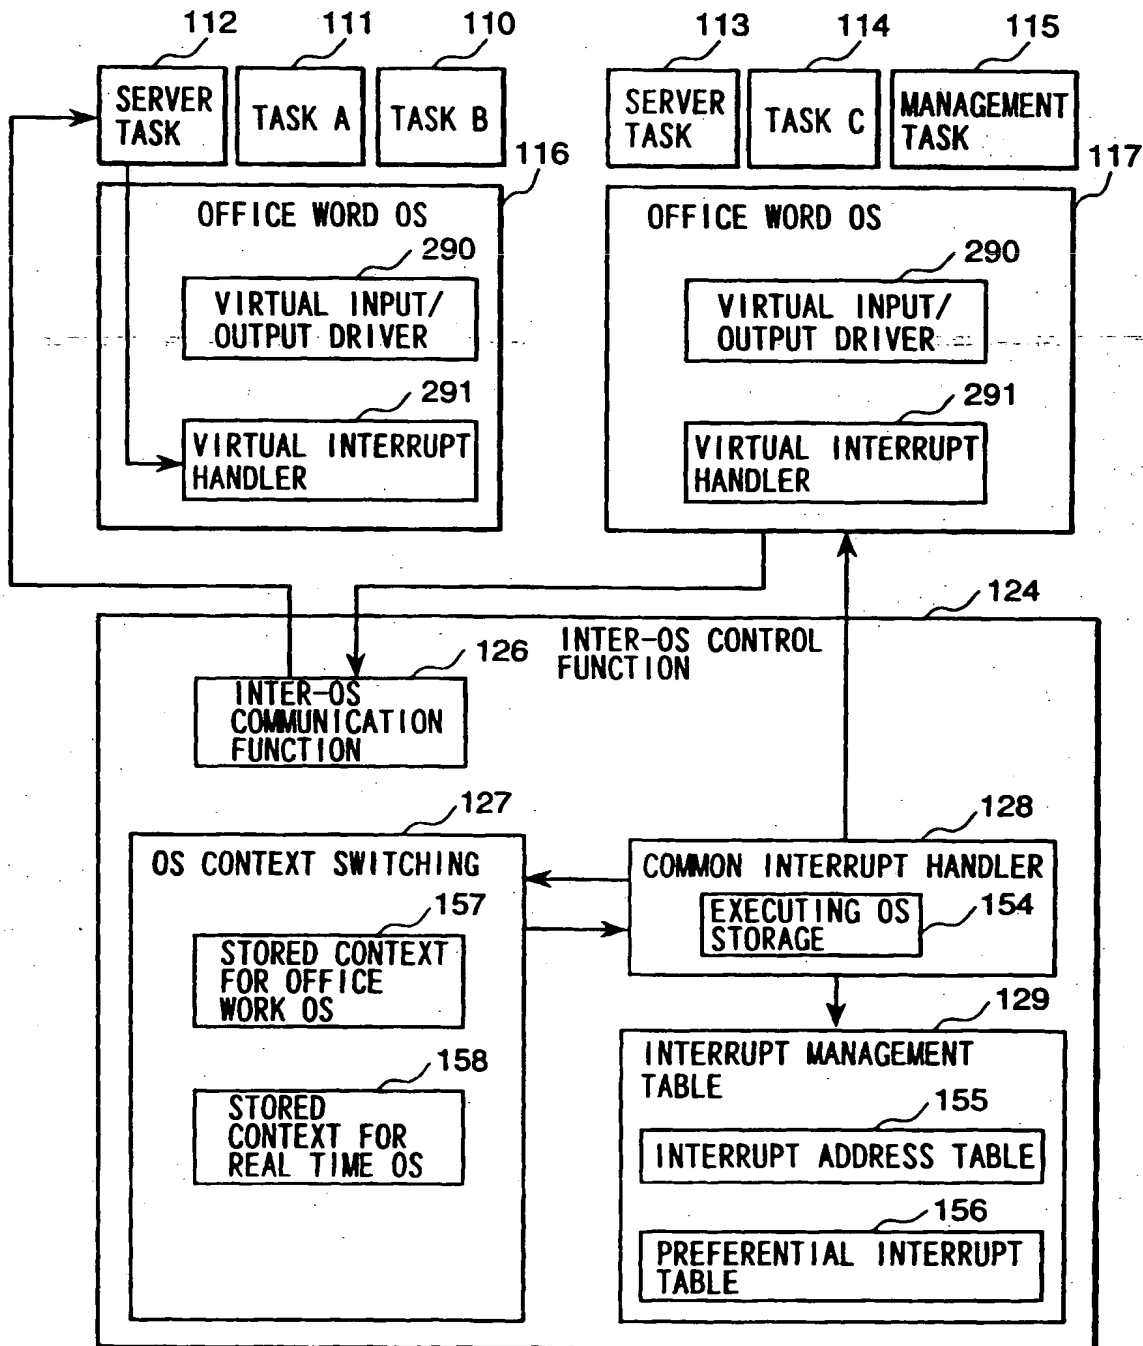 112
111
110
113
114
115
SERVER
TASK
TASK A
TASK B
SERVER
TASK
TASK C
MANAGEMENT
TASK
116
117
OFFICE WORD OS
290
VIRTUAL INPUT/
OUTPUT DRIVER
291
VIRTUAL INTERRUPT
HANDLER
OFFICE WORD OS
290
VIRTUAL INPUT/
OUTPUT DRIVER
291
VIRTUAL INTERRUPT
HANDLER
124
INTER-OS CONTROL
FUNCTION
126
INTER-OS
COMMUNICATION
FUNCTION
127
OS CONTEXT SWITCHING
157
STORED CONTEXT
FOR OFFICE
WORK OS
158
STORED
CONTEXT FOR
REAL TIME OS
128
COMMON INTERRUPT HANDLER
EXECUTING OS
STORAGE
154
129
INTERRUPT MANAGEMENT
TABLE
155
INTERRUPT ADDRESS TABLE
156
PREFERENTIAL INTERRUPT
TABLE